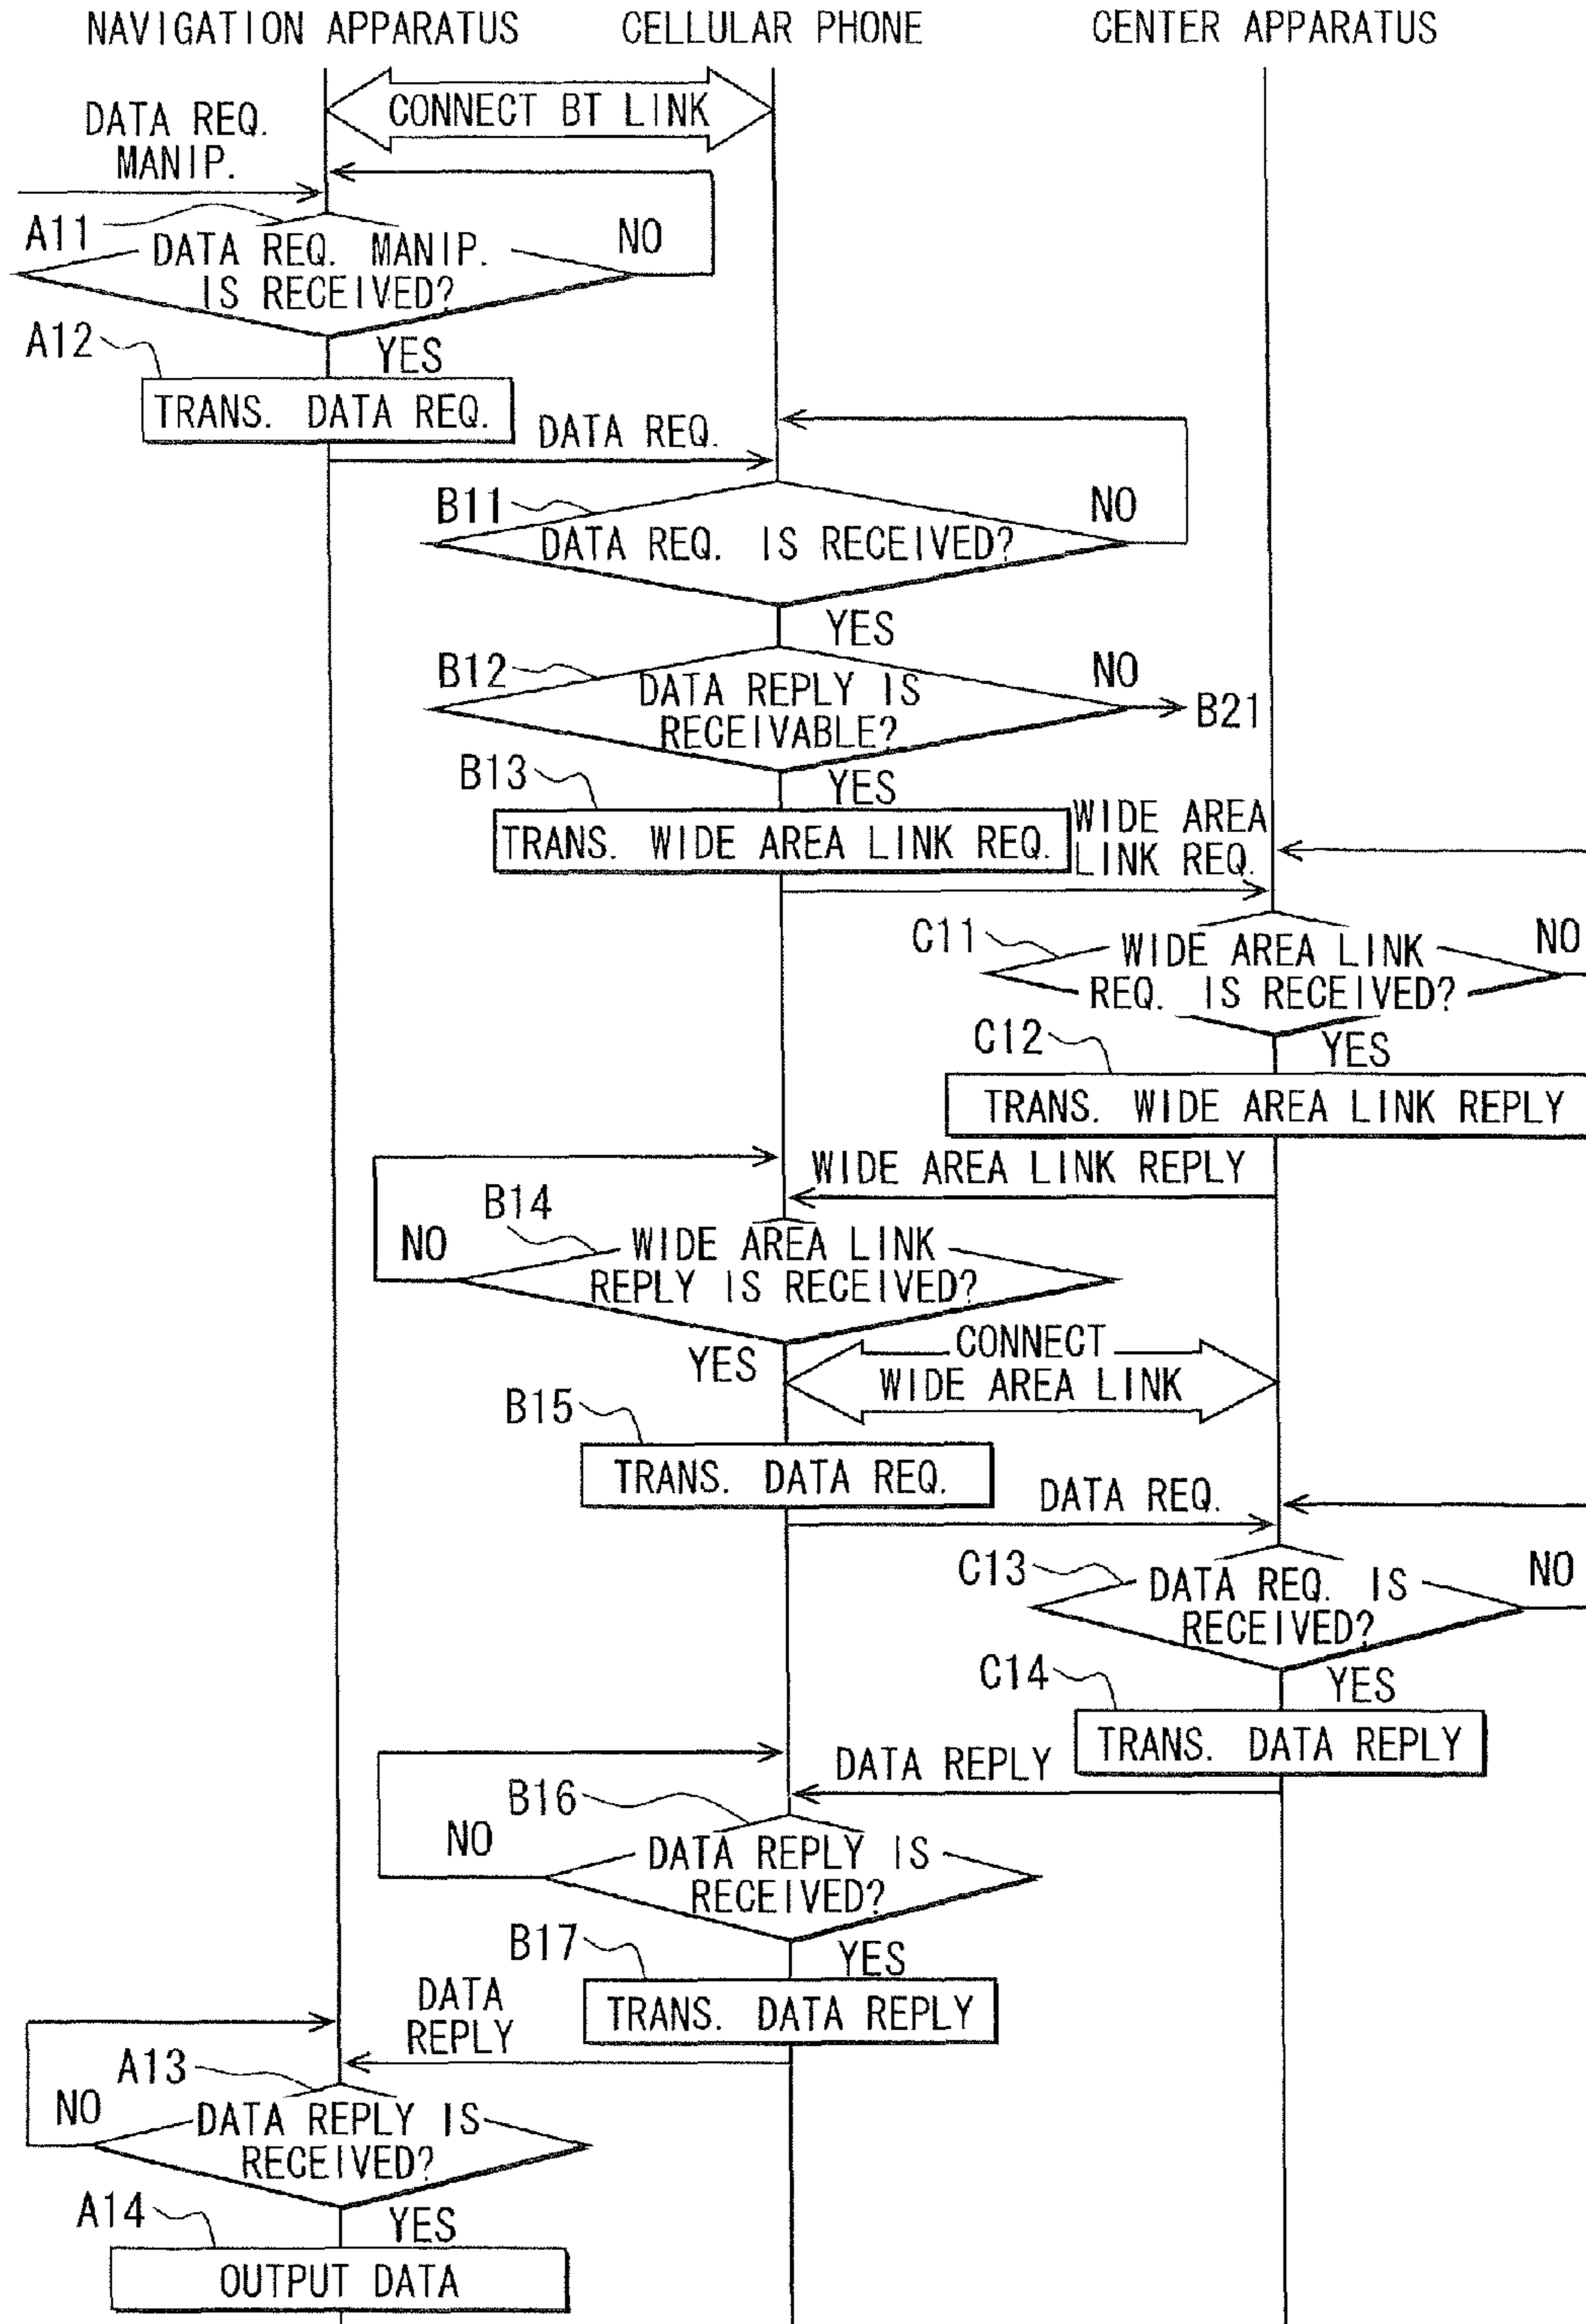 NAVIGATION APPARATUS
CELLULAR PHONE
CENTER APPARATUS
CONNECT BT LINK
DATA REQ.
MANIP.
A11
DATA REQ. MANIP.
IS RECEIVED?
NO
A12
YES
TRANS. DATA REQ.
DATA REQ.
B11
NO
DATA REQ. IS RECEIVED?
YES
B12
NO
DATA REPLY IS
RECEIVABLE?
B21
B13
YES
TRANS. WIDE AREA LINK REQ.
WIDE AREA
LINK REQ.
C11
NO
WIDE AREA LINK
REQ. IS RECEIVED?
C12
YES
TRANS. WIDE AREA LINK REPLY
WIDE AREA LINK REPLY
B14
NO
WIDE AREA LINK
REPLY IS RECEIVED?
YES
CONNECT
WIDE AREA LINK
B15
TRANS. DATA REQ.
DATA REQ.
C13
NO
DATA REQ. IS
RECEIVED?
C14
YES
TRANS. DATA REPLY
DATA REPLY
B16
NO
DATA REPLY IS
RECEIVED?
B17
YES
TRANS. DATA REPLY
DATA
REPLY
A13
NO
DATA REPLY IS
RECEIVED?
A14
YES
OUTPUT DATA